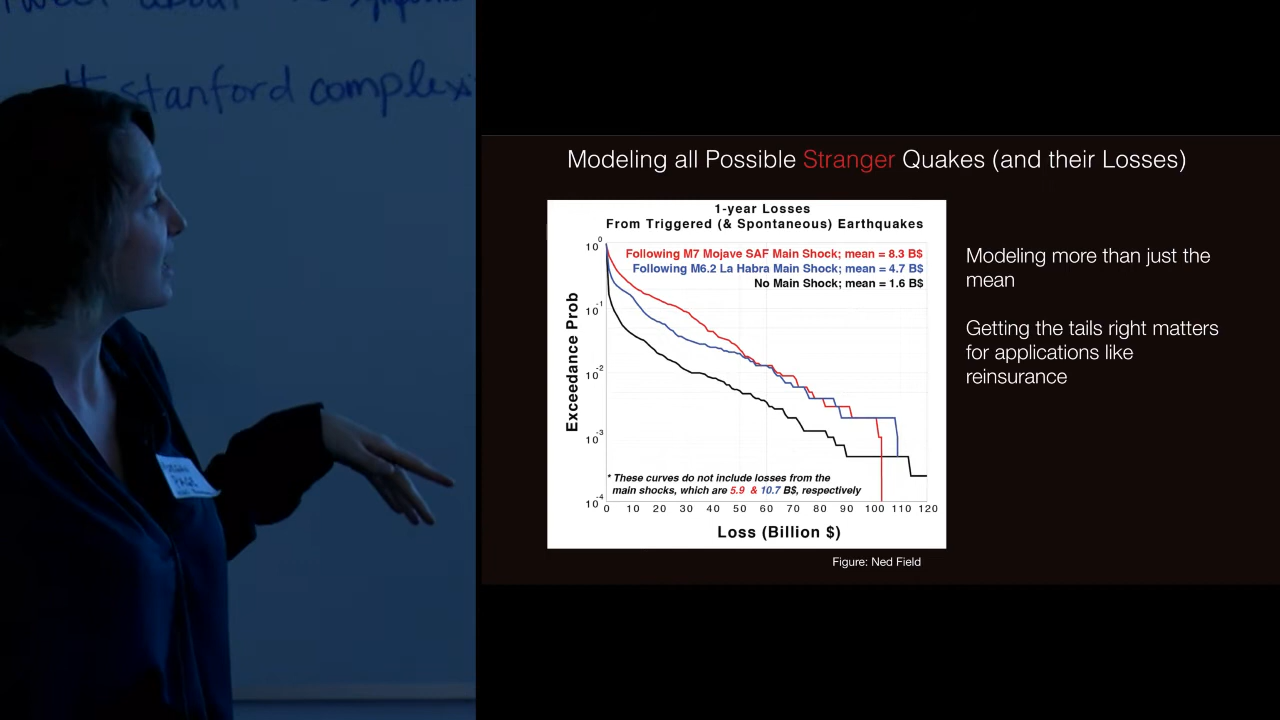 tweet about
# stanford complexi
PAGE
Modeling all Possible Stranger Quakes (and their Losses)
1-year Losses
From Triggered (& Spontaneous) Earthquakes
Following M7 Mojave SAF Main Shock; mean = 8.3 B$
Following M6.2 La Habra Main Shock; mean = 4.7 B$
No Main Shock; mean = 1.6 B$
Exceedance Prob
10^0
10^-1
10^-2
10^-3
10^-4
* These curves do not include losses from the
main shocks, which are 5.9 & 10.7 B$, respectively
0 10 20 30 40 50 60 70 80 90 100 110 120
Loss (Billion $)
Figure: Ned Field
Modeling more than just the
mean
Getting the tails right matters
for applications like
reinsurance